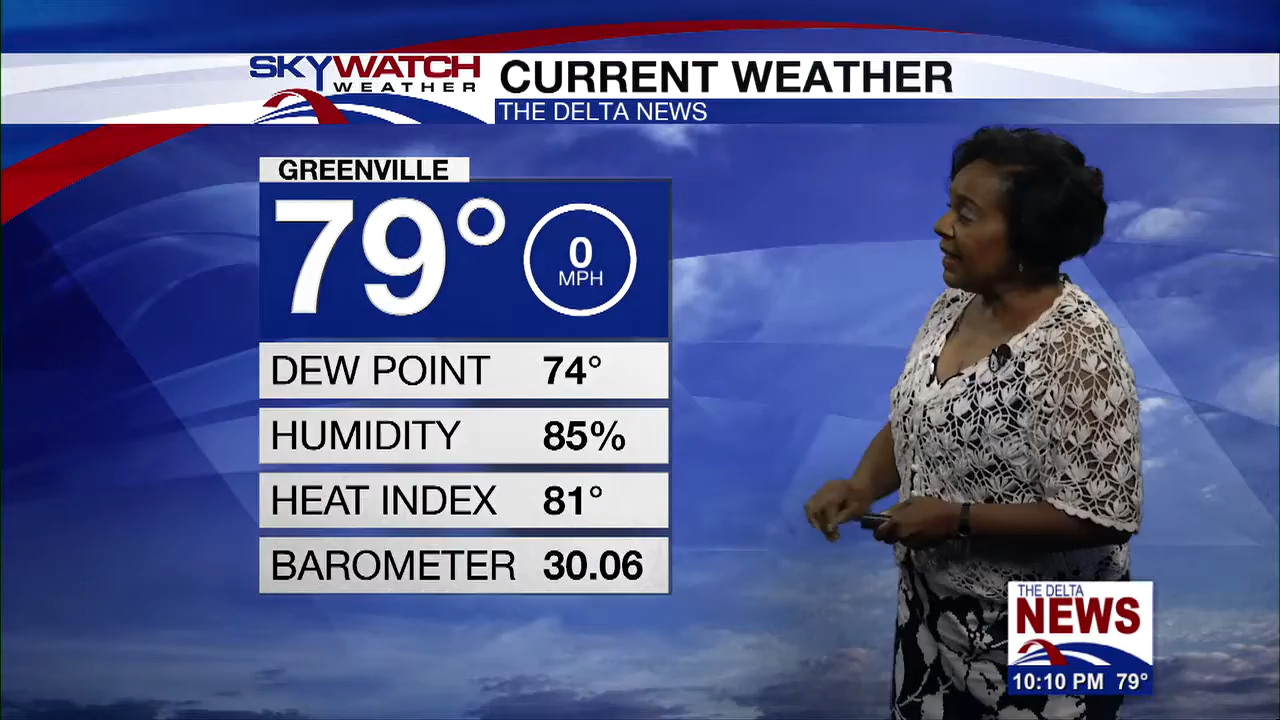 SKYWATCH
WEATHER
CURRENT WEATHER
THE DELTA NEWS
GREENVILLE
79°
0
MPH
DEW POINT 74°
HUMIDITY 85%
HEAT INDEX 81°
BAROMETER 30.06
THE DELTA
NEWS
10:10 PM 79°